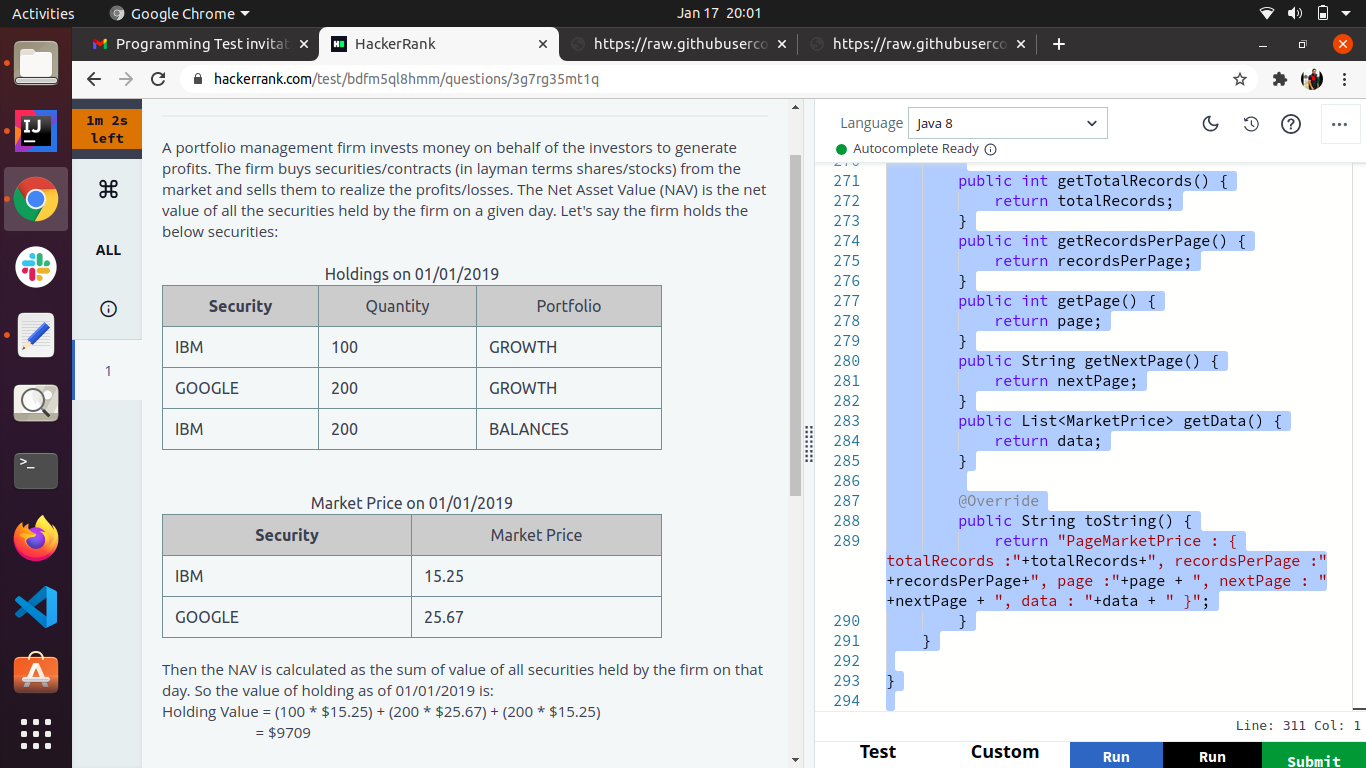 Activities
Google Chrome
Jan 17 20:01
Programming Test invitat
HackerRank
https://raw.githubuserco
https://raw.githubuserco
hackerrank.com/test/bdfm5ql8hmm/questions/3g7rg35mt1q
1m 2s
left
ALL
1
A portfolio management firm invests money on behalf of the investors to generate
profits. The firm buys securities/contracts (in layman terms shares/stocks) from the
market and sells them to realize the profits/losses. The Net Asset Value (NAV) is the net
value of all the securities held by the firm on a given day. Let's say the firm holds the
below securities:
Holdings on 01/01/2019
Security Quantity Portfolio
IBM 100 GROWTH
GOOGLE 200 GROWTH
IBM 200 BALANCES
Market Price on 01/01/2019
Security Market Price
IBM 15.25
GOOGLE 25.67
Then the NAV is calculated as the sum of value of all securities held by the firm on that
day. So the value of holding as of 01/01/2019 is:
Holding Value = (100 * $15.25) + (200 * $25.67) + (200 * $15.25)
= $9709
Language Java 8
Autocomplete Ready
271 public int getTotalRecords() {
272 return totalRecords;
273 }
274 public int getRecordsPerPage() {
275 return recordsPerPage;
276 }
277 public int getPage() {
278 return page;
279 }
280 public String getNextPage() {
281 return nextPage;
282 }
283 public List<MarketPrice> getData() {
284 return data;
285 }
286
287 @Override
288 public String toString() {
289 return "PageMarketPrice : {
totalRecords :"+totalRecords+", recordsPerPage :"
+recordsPerPage+", page :"+page + ", nextPage : "
+nextPage + ", data : "+data + " }";
290 }
291 }
292
293 }
294
Line: 311 Col: 1
Test
Custom
Run
Run
Submit